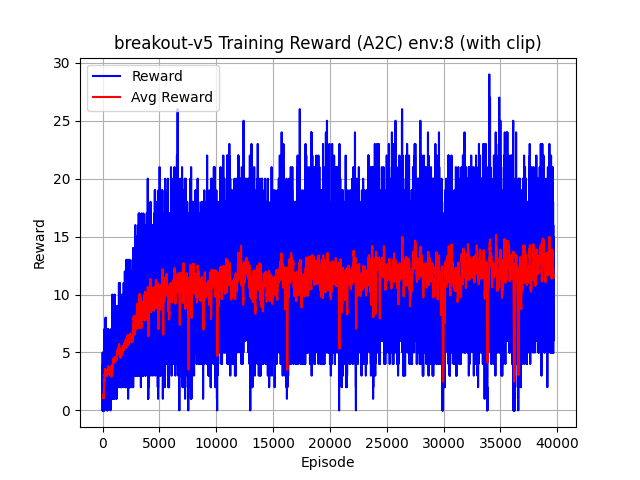 breakout-v5 Training Reward (A2C) env:8 (with clip)
Reward
Avg Reward
30
25
20
15
10
5
0
Reward
0 5000 10000 15000 20000 25000 30000 35000 40000
Episode